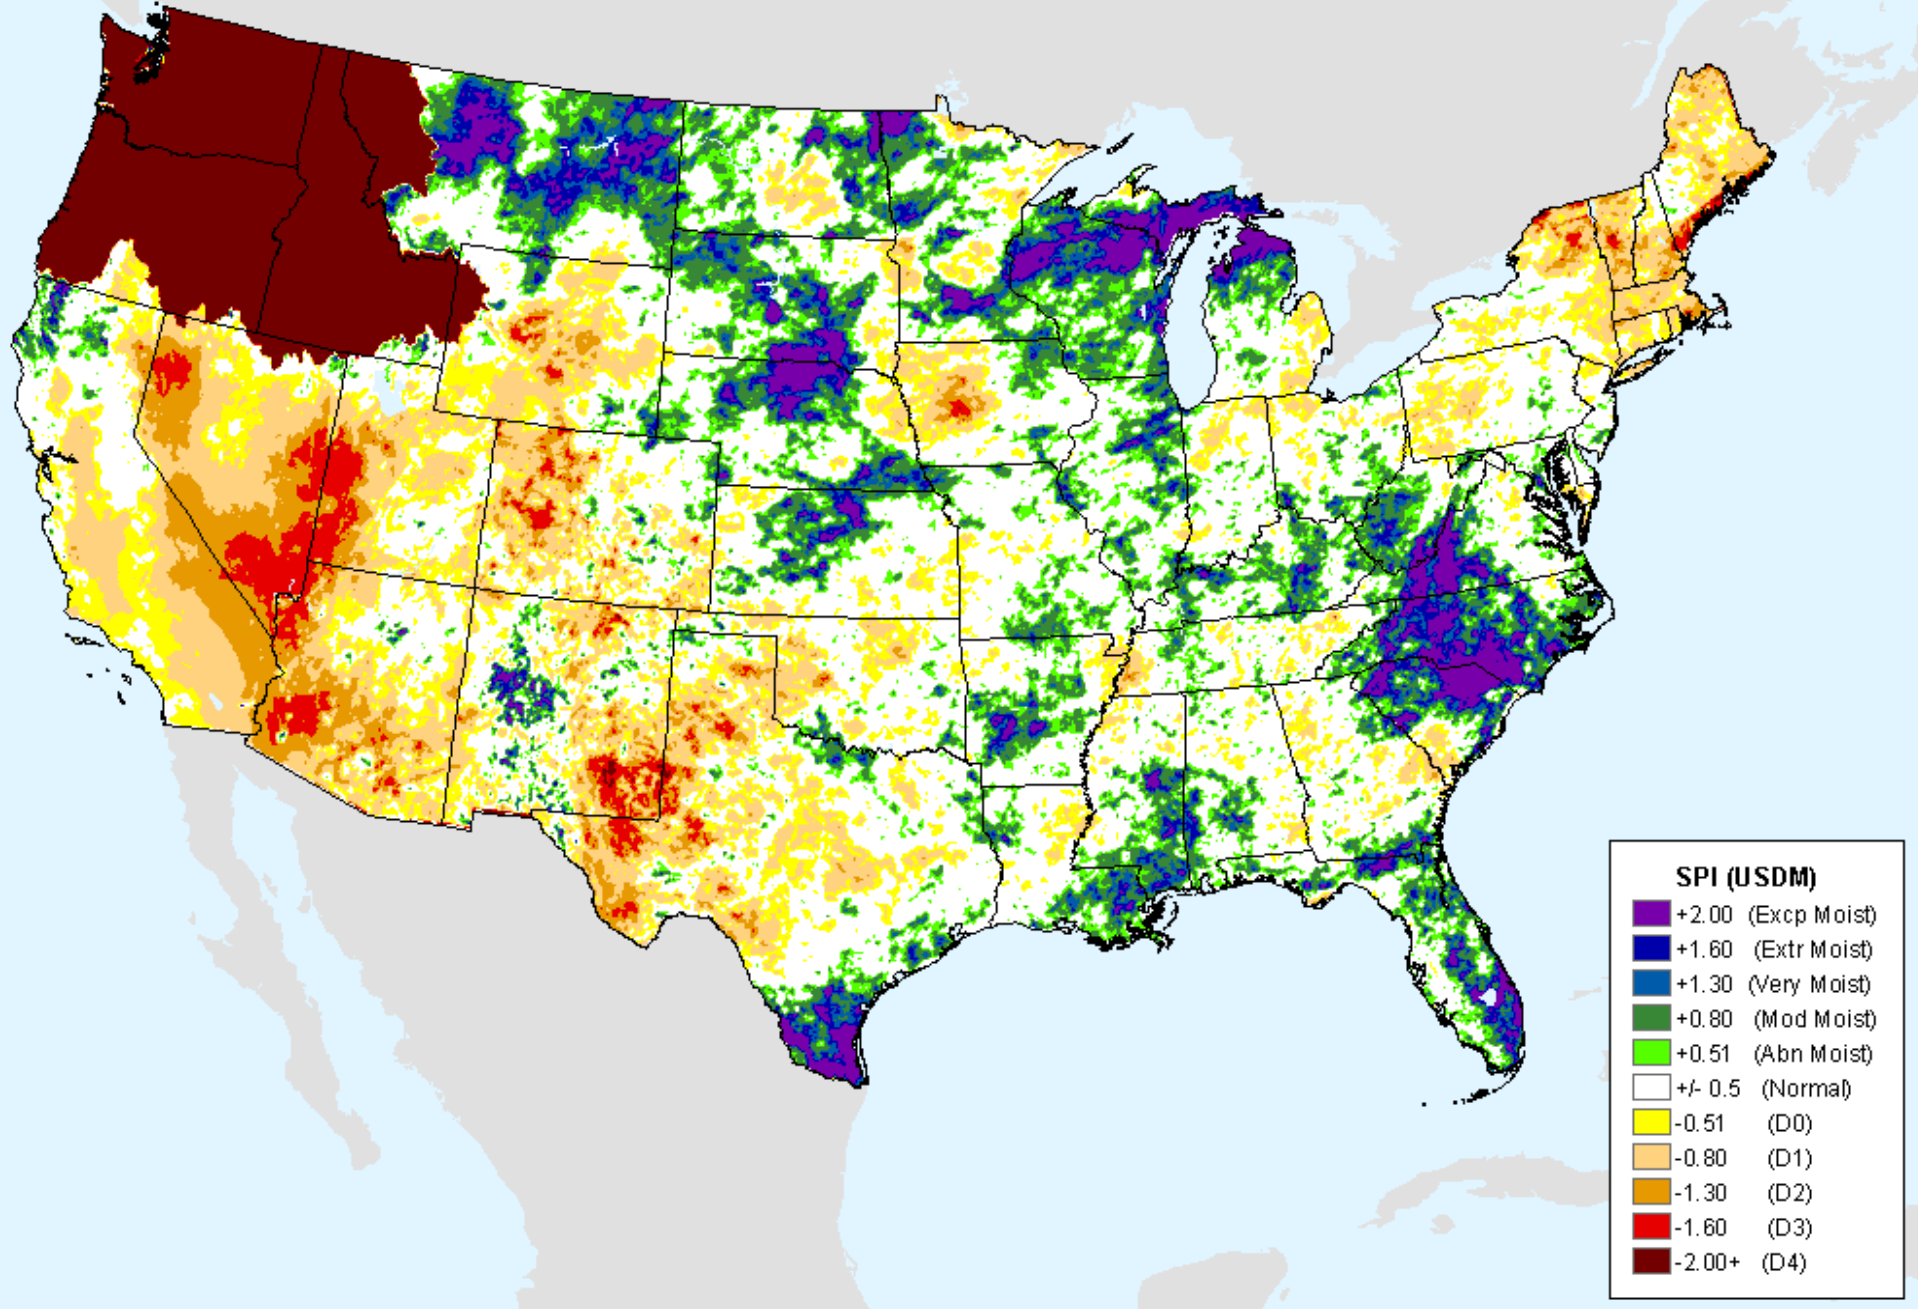 SPI (USDM)
+2.00 (Excp Moist)
+1.60 (Extr Moist)
+1.30 (Very Moist)
+0.80 (Mod Moist)
+0.51 (Abn Moist)
+/- 0.5 (Normal)
-0.51 (D0)
-0.80 (D1)
-1.30 (D2)
-1.60 (D3)
-2.00+ (D4)